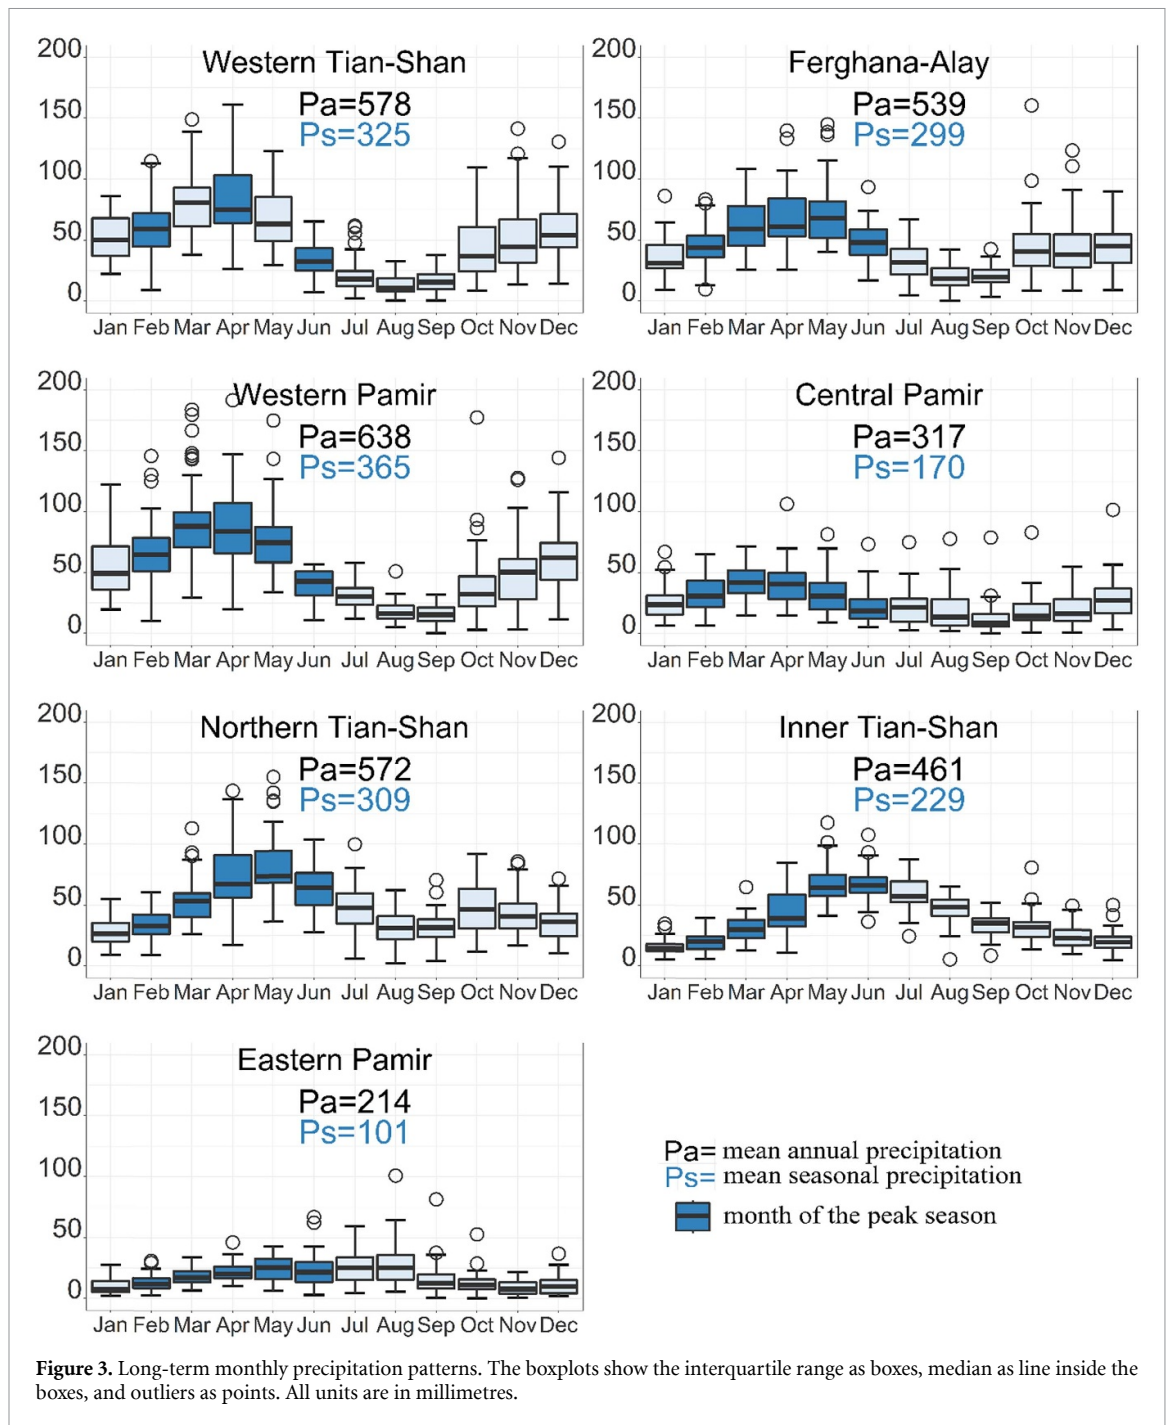 Western Tian-Shan
Pa=578
Ps=325
200
150
100
50
0
Jan Feb Mar Apr May Jun Jul Aug Sep Oct Nov Dec
Ferghana-Alay
Pa=539
Ps=299
200
150
100
50
0
Jan Feb Mar Apr May Jun Jul Aug Sep Oct Nov Dec
Western Pamir
Pa=638
Ps=365
200
150
100
50
0
Jan Feb Mar Apr May Jun Jul Aug Sep Oct Nov Dec
Central Pamir
Pa=317
Ps=170
200
150
100
50
0
Jan Feb Mar Apr May Jun Jul Aug Sep Oct Nov Dec
Northern Tian-Shan
Pa=572
Ps=309
200
150
100
50
0
Jan Feb Mar Apr May Jun Jul Aug Sep Oct Nov Dec
Inner Tian-Shan
Pa=461
Ps=229
200
150
100
50
0
Jan Feb Mar Apr May Jun Jul Aug Sep Oct Nov Dec
Eastern Pamir
Pa=214
Ps=101
200
150
100
50
0
Jan Feb Mar Apr May Jun Jul Aug Sep Oct Nov Dec
Pa= mean annual precipitation
Ps= mean seasonal precipitation
month of the peak season
Figure 3. Long-term monthly precipitation patterns. The boxplots show the interquartile range as boxes, median as line inside the
boxes, and outliers as points. All units are in millimetres.